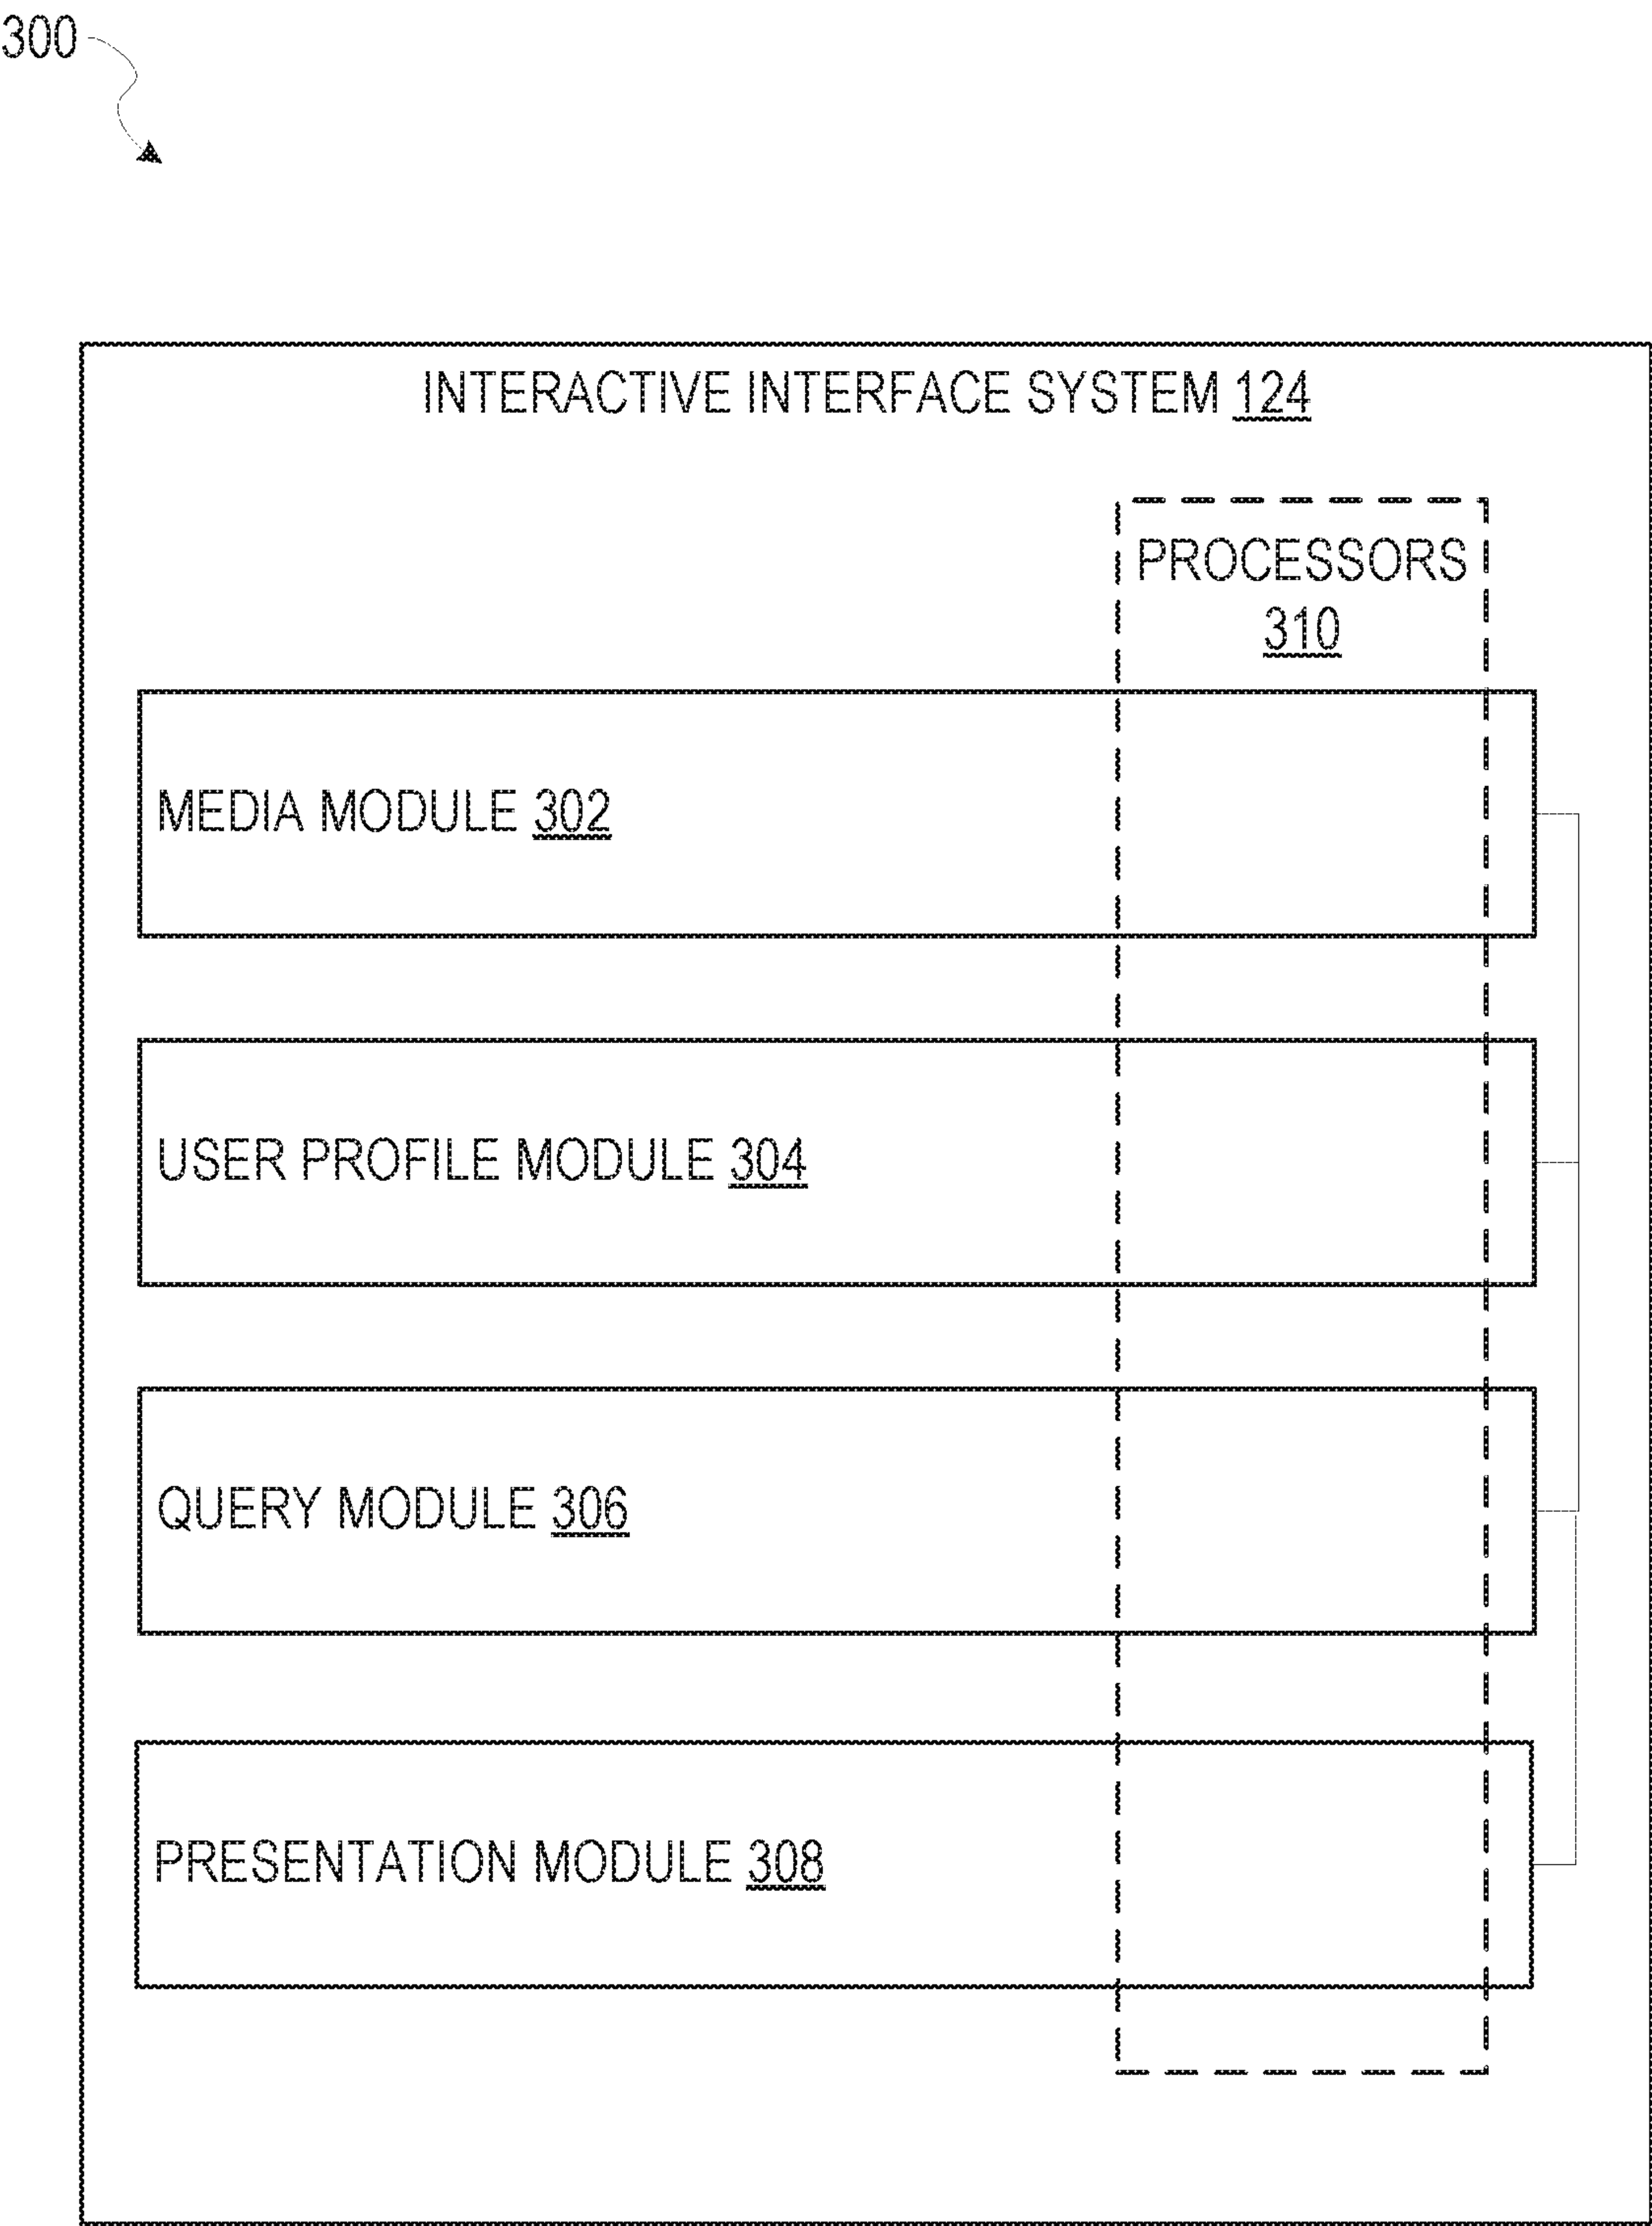 300
INTERACTIVE INTERFACE SYSTEM 124
PROCESSORS
310
MEDIA MODULE 302
USER PROFILE MODULE 304
QUERY MODULE 306
PRESENTATION MODULE 308